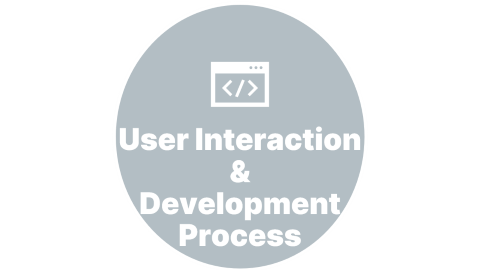 User Interaction
&
Development
Process